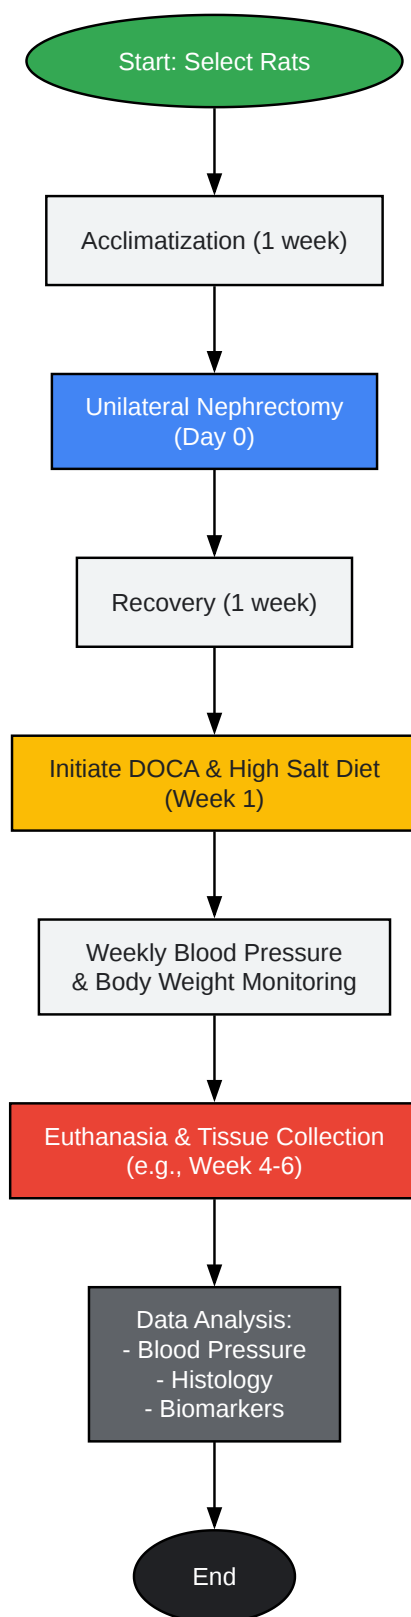 Start: Select Rats
Acclimatization (1 week)
Unilateral Nephrectomy
(Day 0)
Recovery (1 week)
Initiate DOCA & High Salt Diet
(Week 1)
Weekly Blood Pressure
& Body Weight Monitoring
Euthanasia & Tissue Collection
(e.g., Week 4-6)
Data Analysis:
- Blood Pressure
- Histology
- Biomarkers
End